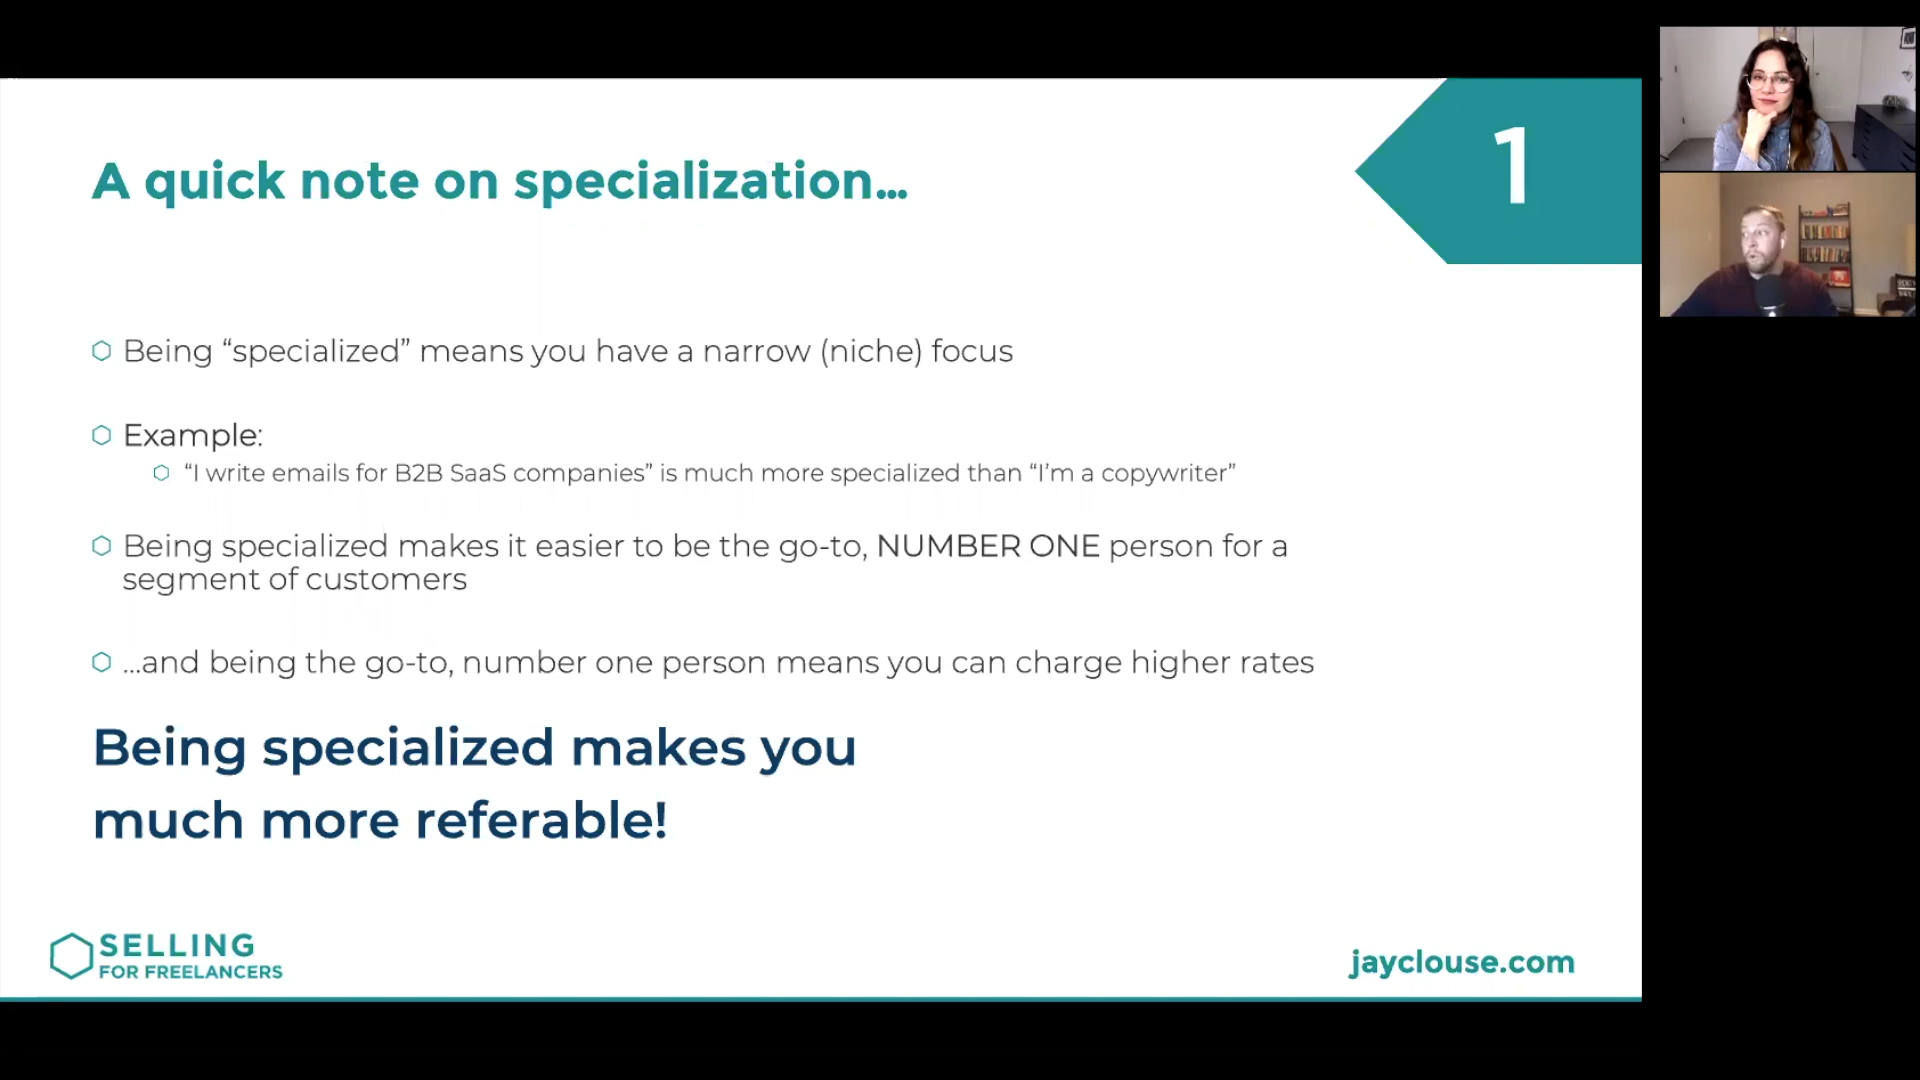 A quick note on specialization...
1
Being “specialized” means you have a narrow (niche) focus
Example:
“I write emails for B2B SaaS companies” is much more specialized than “I’m a copywriter”
Being specialized makes it easier to be the go-to, NUMBER ONE person for a
segment of customers
...and being the go-to, number one person means you can charge higher rates
Being specialized makes you
much more referable!
SELLING
FOR FREELANCERS
jayclouse.com